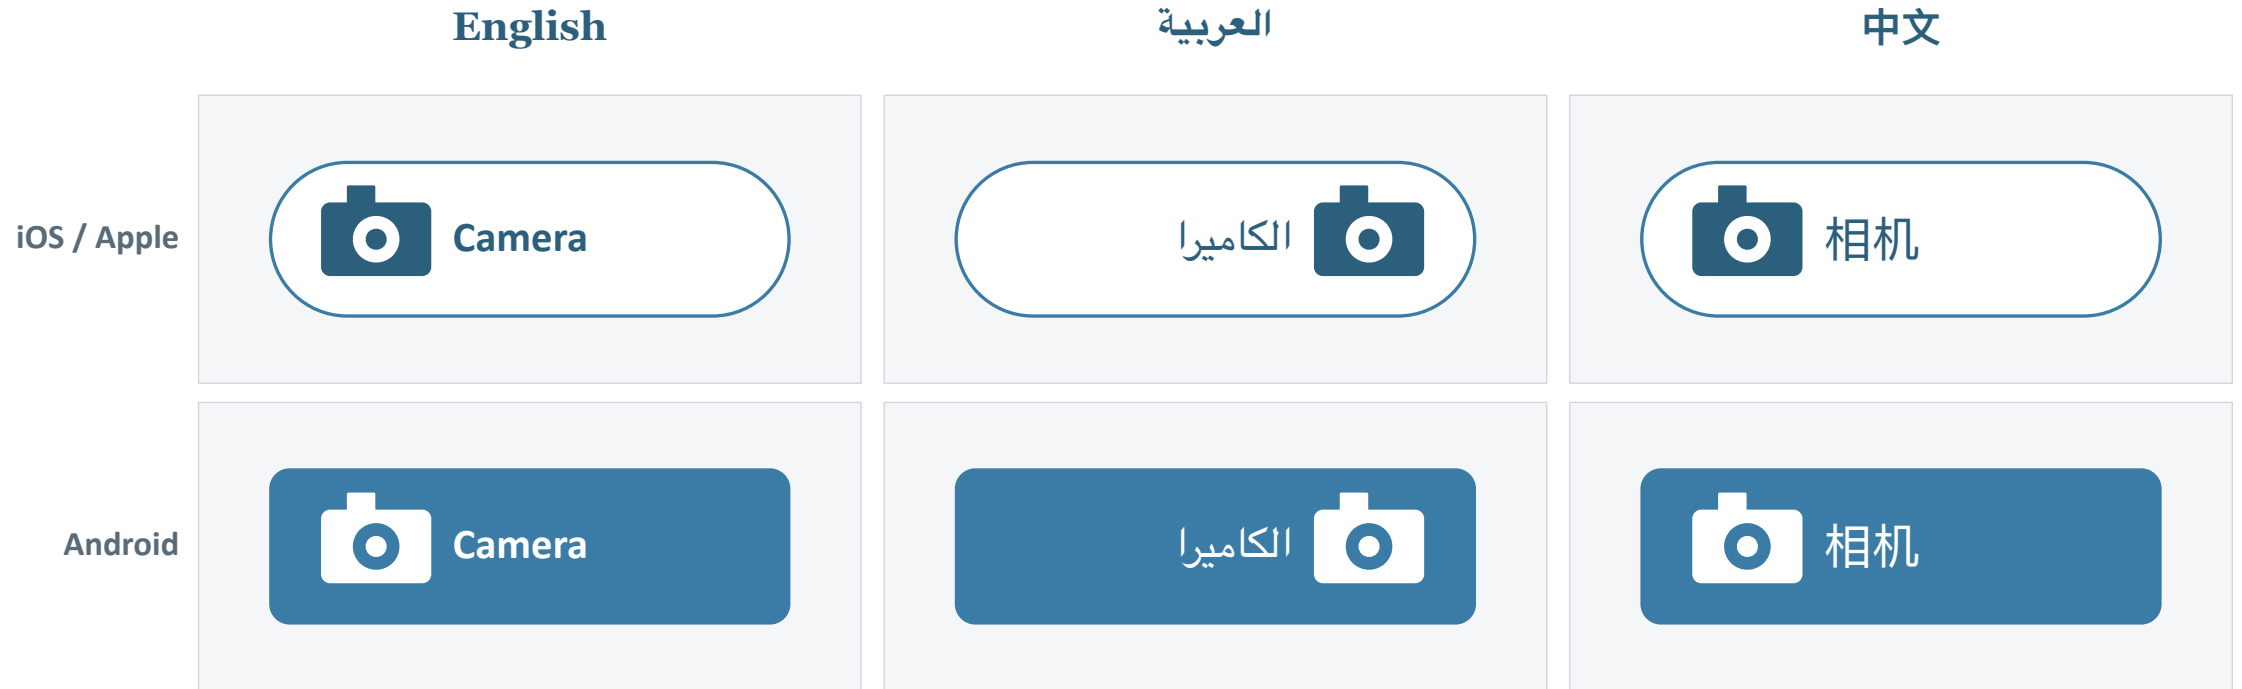 English
العربية
中文
iOS / Apple
Camera
الكاميرا
相机
Android
Camera
الكاميرا
相机